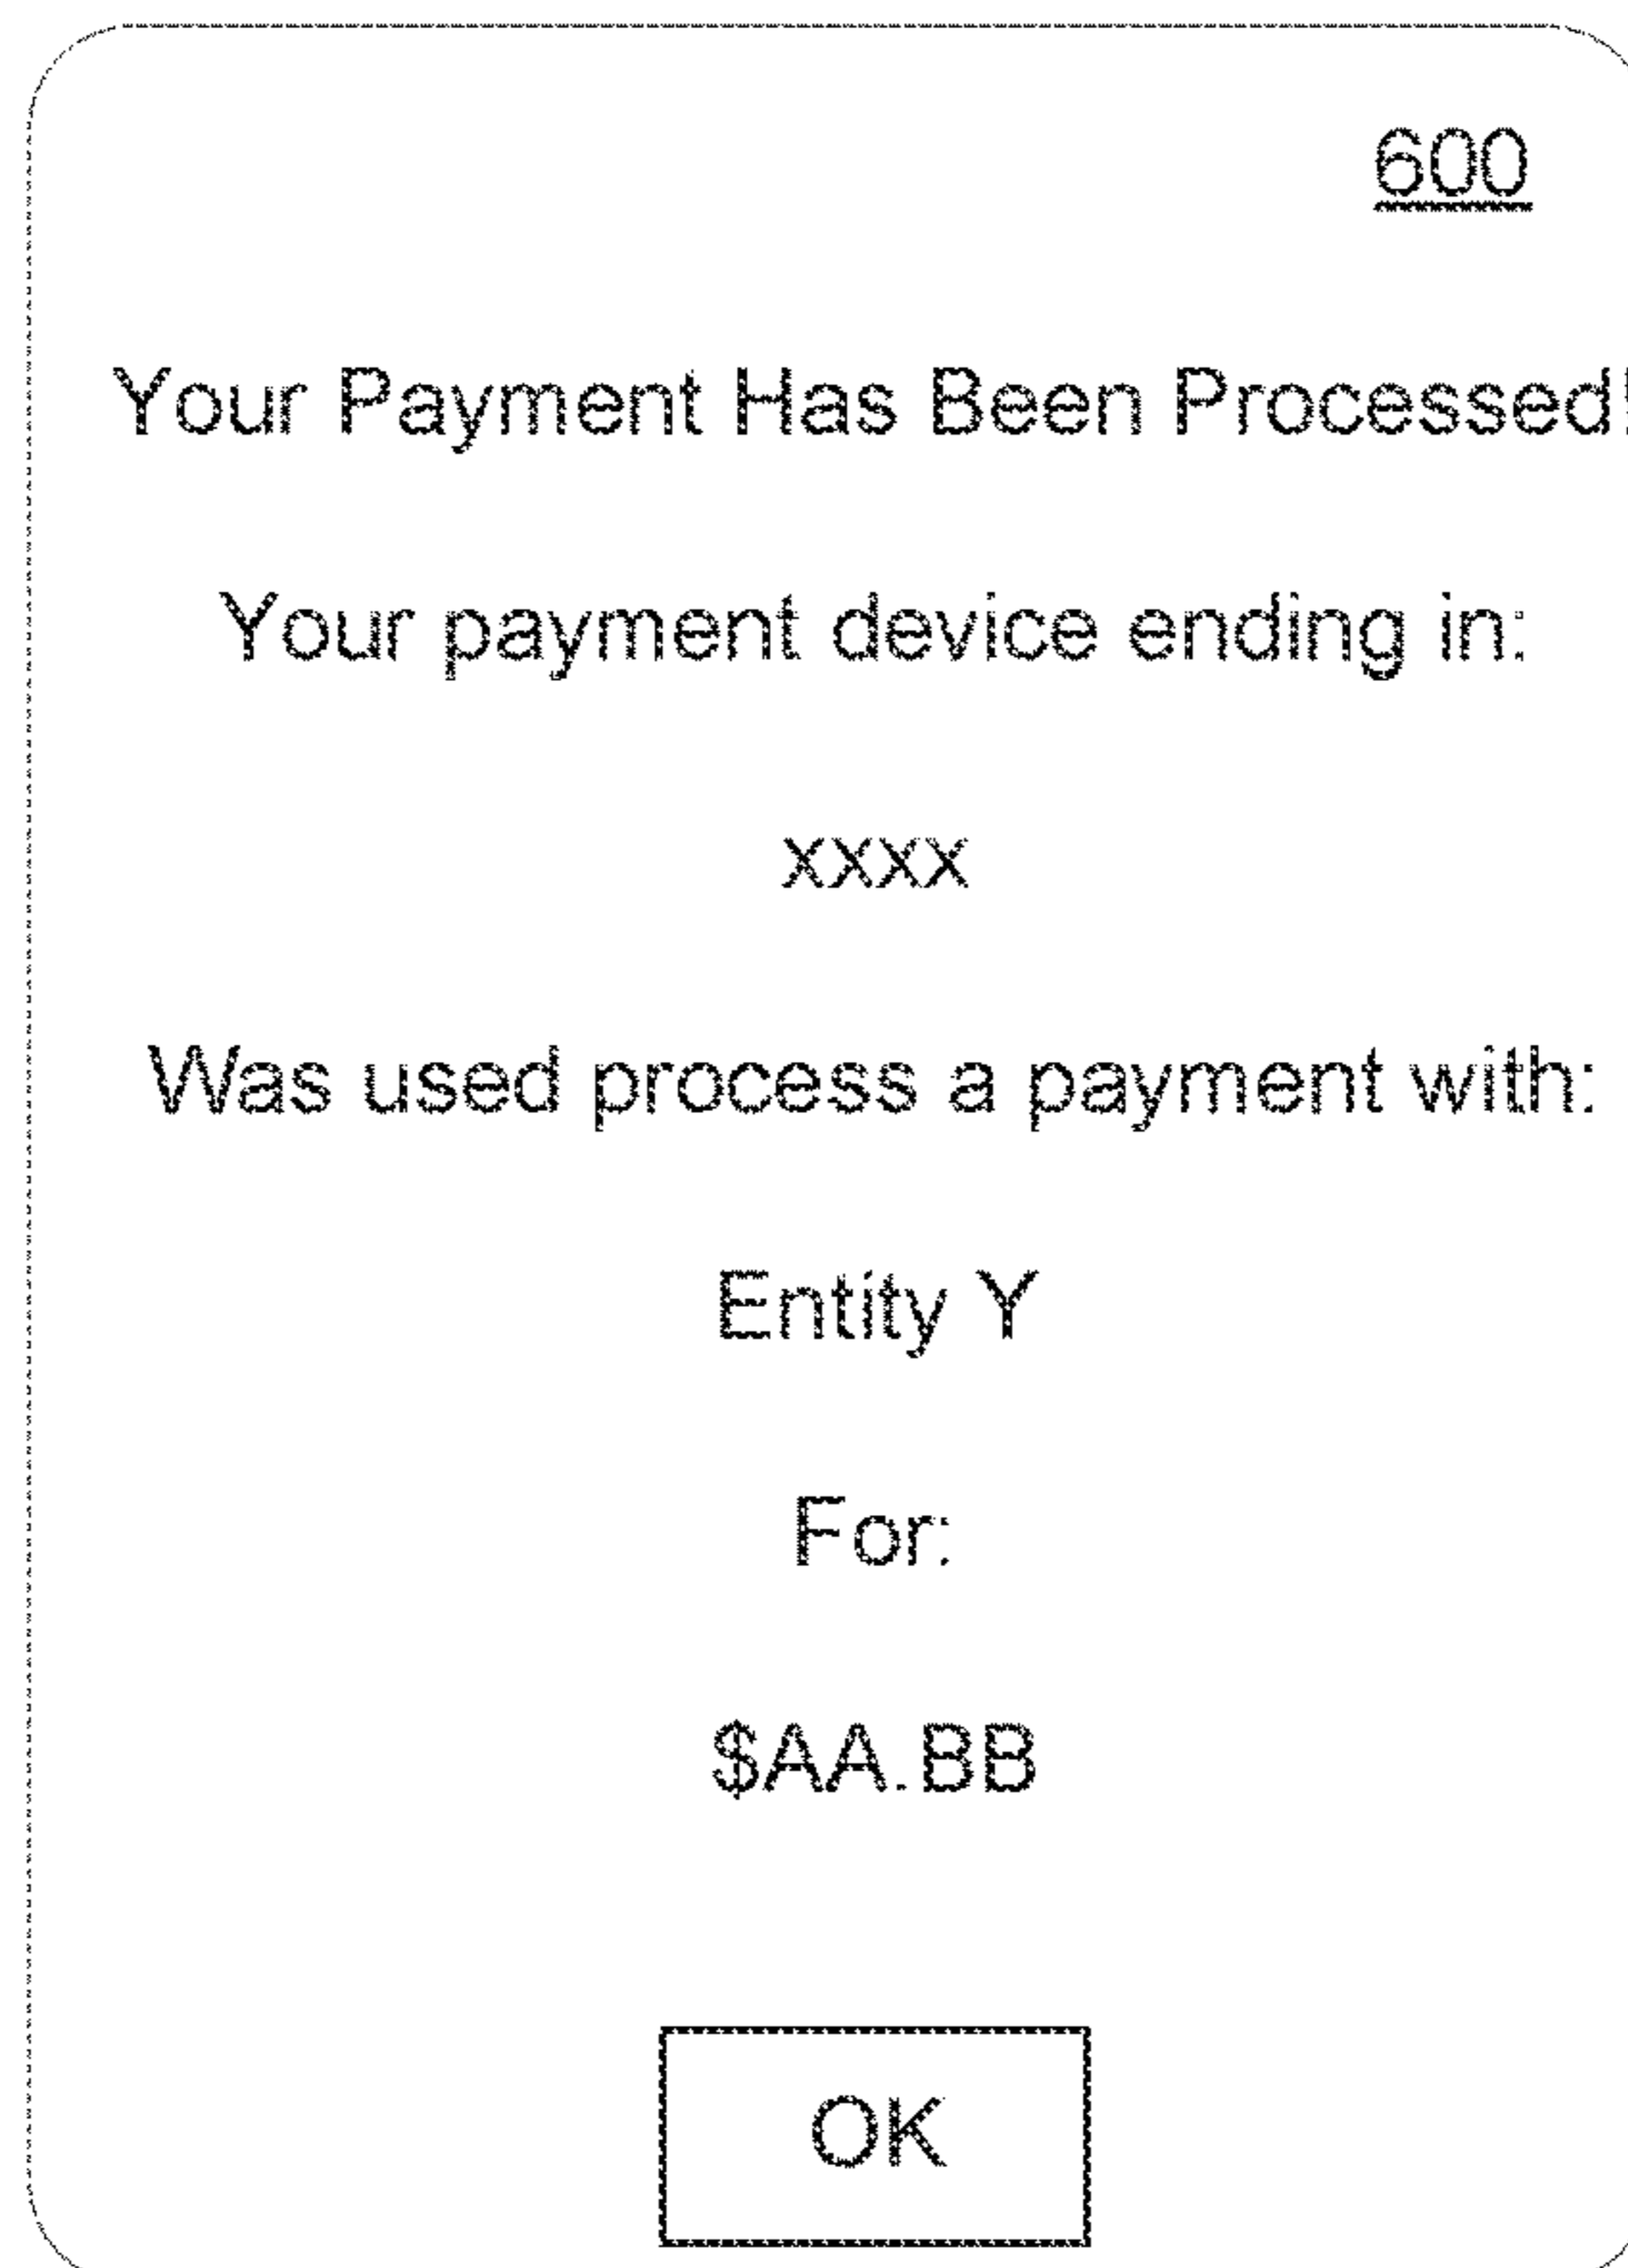 600
Your Payment Has Been Processed!
Your payment device ending in:
xxxx
Was used process a payment with:
Entity Y
For:
$AA.BB
OK